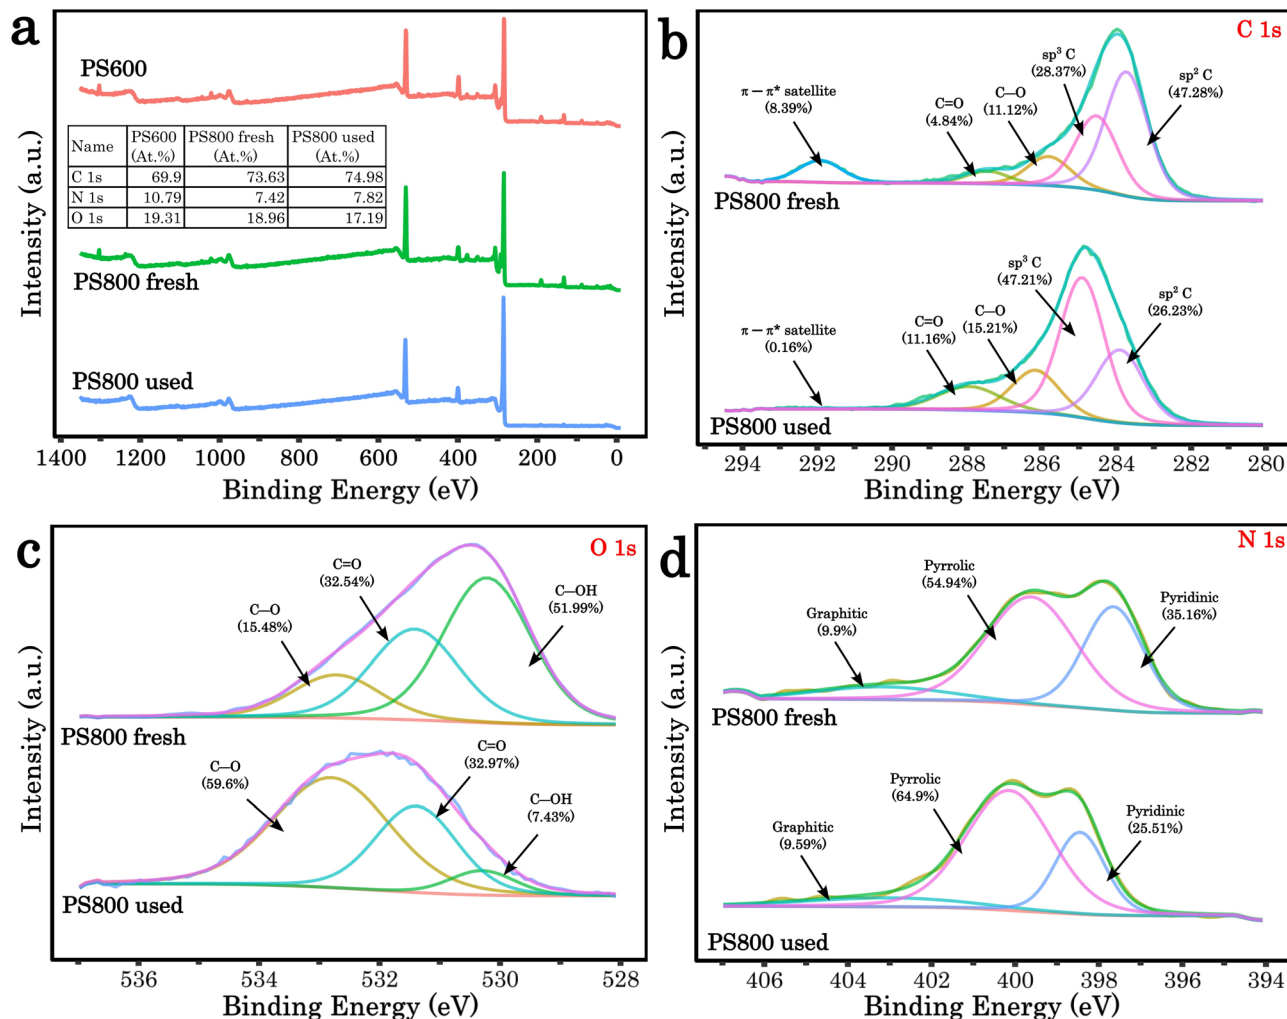 a
PS600
Name PS600 (At.%) PS800 fresh (At.%) PS800 used (At.%)
C 1s 69.9 73.63 74.98
N 1s 10.79 7.42 7.82
O 1s 19.31 18.96 17.19
PS800 fresh
PS800 used
Intensity (a.u.)
1400 1200 1000 800 600 400 200 0
Binding Energy (eV)
b
C 1s
π – π* satellite
(8.39%)
C=O
(4.84%)
C—O
(11.12%)
sp³ C
(28.37%)
sp² C
(47.28%)
PS800 fresh
π – π* satellite
(0.16%)
C=O
(11.16%)
C—O
(15.21%)
sp³ C
(47.21%)
sp² C
(26.23%)
PS800 used
Intensity (a.u.)
294 292 290 288 286 284 282 280
Binding Energy (eV)
c
O 1s
C—O
(15.48%)
C=O
(32.54%)
C—OH
(51.99%)
PS800 fresh
C—O
(59.6%)
C=O
(32.97%)
C—OH
(7.43%)
PS800 used
Intensity (a.u.)
536 534 532 530 528
Binding Energy (eV)
d
N 1s
Graphitic
(9.9%)
Pyrrolic
(54.94%)
Pyridinic
(35.16%)
PS800 fresh
Graphitic
(9.59%)
Pyrrolic
(64.9%)
Pyridinic
(25.51%)
PS800 used
Intensity (a.u.)
406 404 402 400 398 396 394
Binding Energy (eV)